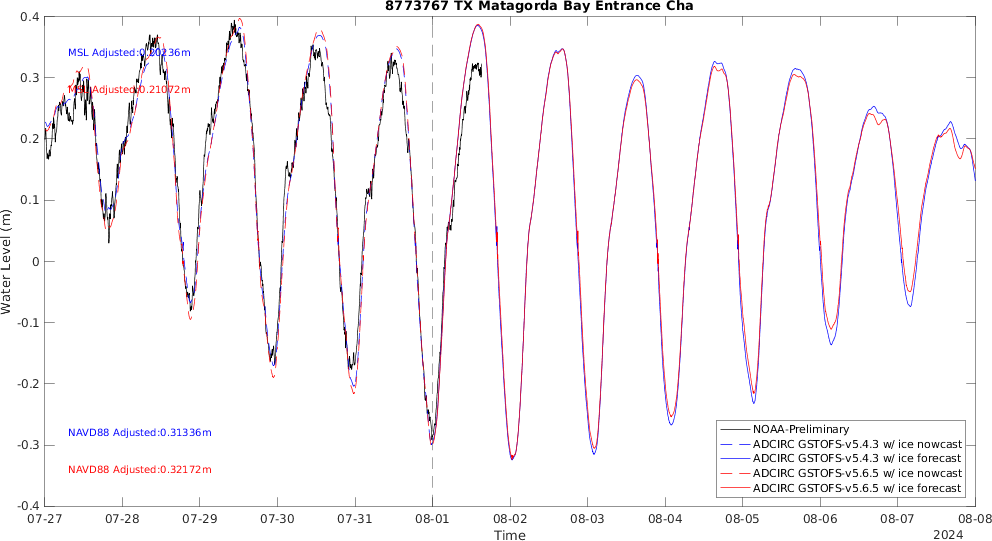 8773767 TX Matagorda Bay Entrance Cha
0.4
0.3
0.2
0.1
0
-0.1
-0.2
-0.3
-0.4
Water Level (m)
MSL Adjusted:0.20236m
MSL Adjusted:0.21072m
NAVD88 Adjusted:0.31336m
NAVD88 Adjusted:0.32172m
NOAA-Preliminary
ADCIRC GSTOFS-v5.4.3 w/ ice nowcast
ADCIRC GSTOFS-v5.4.3 w/ ice forecast
ADCIRC GSTOFS-v5.6.5 w/ ice nowcast
ADCIRC GSTOFS-v5.6.5 w/ ice forecast
07-27 07-28 07-29 07-30 07-31 08-01 08-02 08-03 08-04 08-05 08-06 08-07 08-08
Time
2024